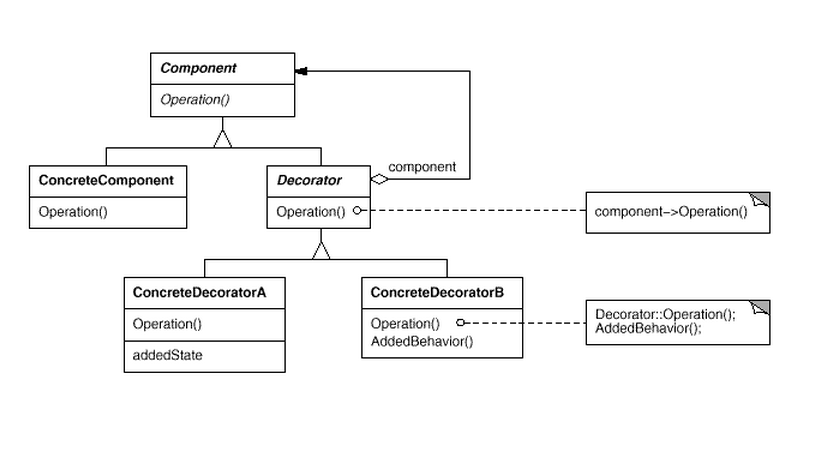 Component
Operation()
component
ConcreteComponent
Operation()
Decorator
Operation()
component–>Operation()
ConcreteDecoratorA
Operation()
addedState
ConcreteDecoratorB
Operation()
AddedBehavior()
Decorator::Operation();
AddedBehavior();